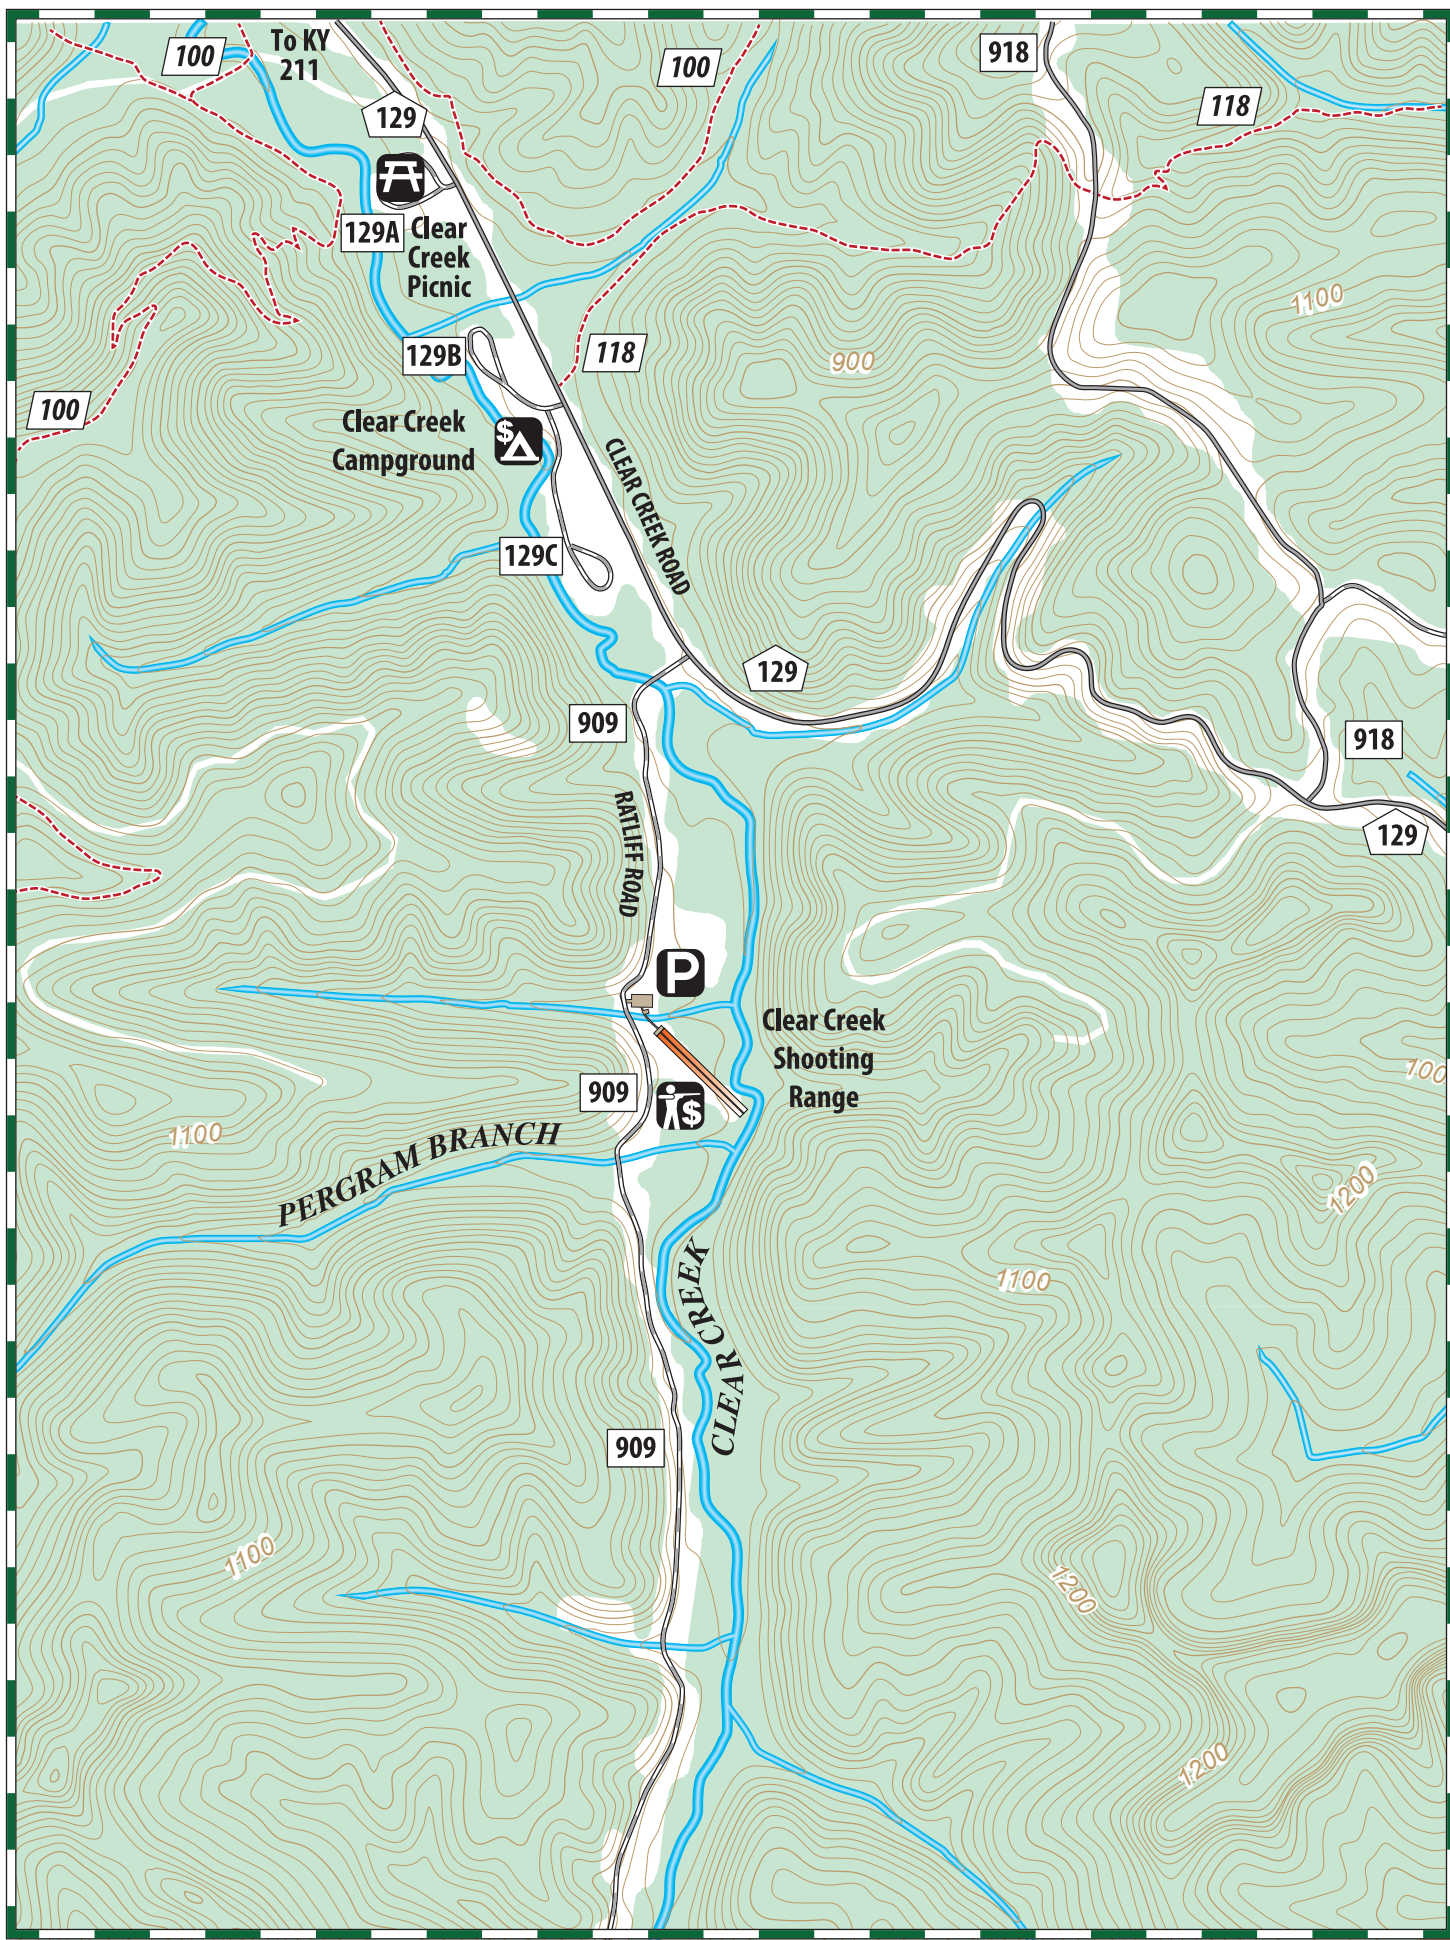 100
To KY
211
100
918
118
129
129A
Clear
Creek
Picnic
1100
129B
118
900
100
Clear Creek
Campground
$
CLEAR CREEK ROAD
129C
129
909
918
RATLIFF ROAD
129
P
Clear Creek
Shooting
Range
909
$
100
1100
PERGRAM BRANCH
1200
CLEAR CREEK
1100
909
1100
1200
1200